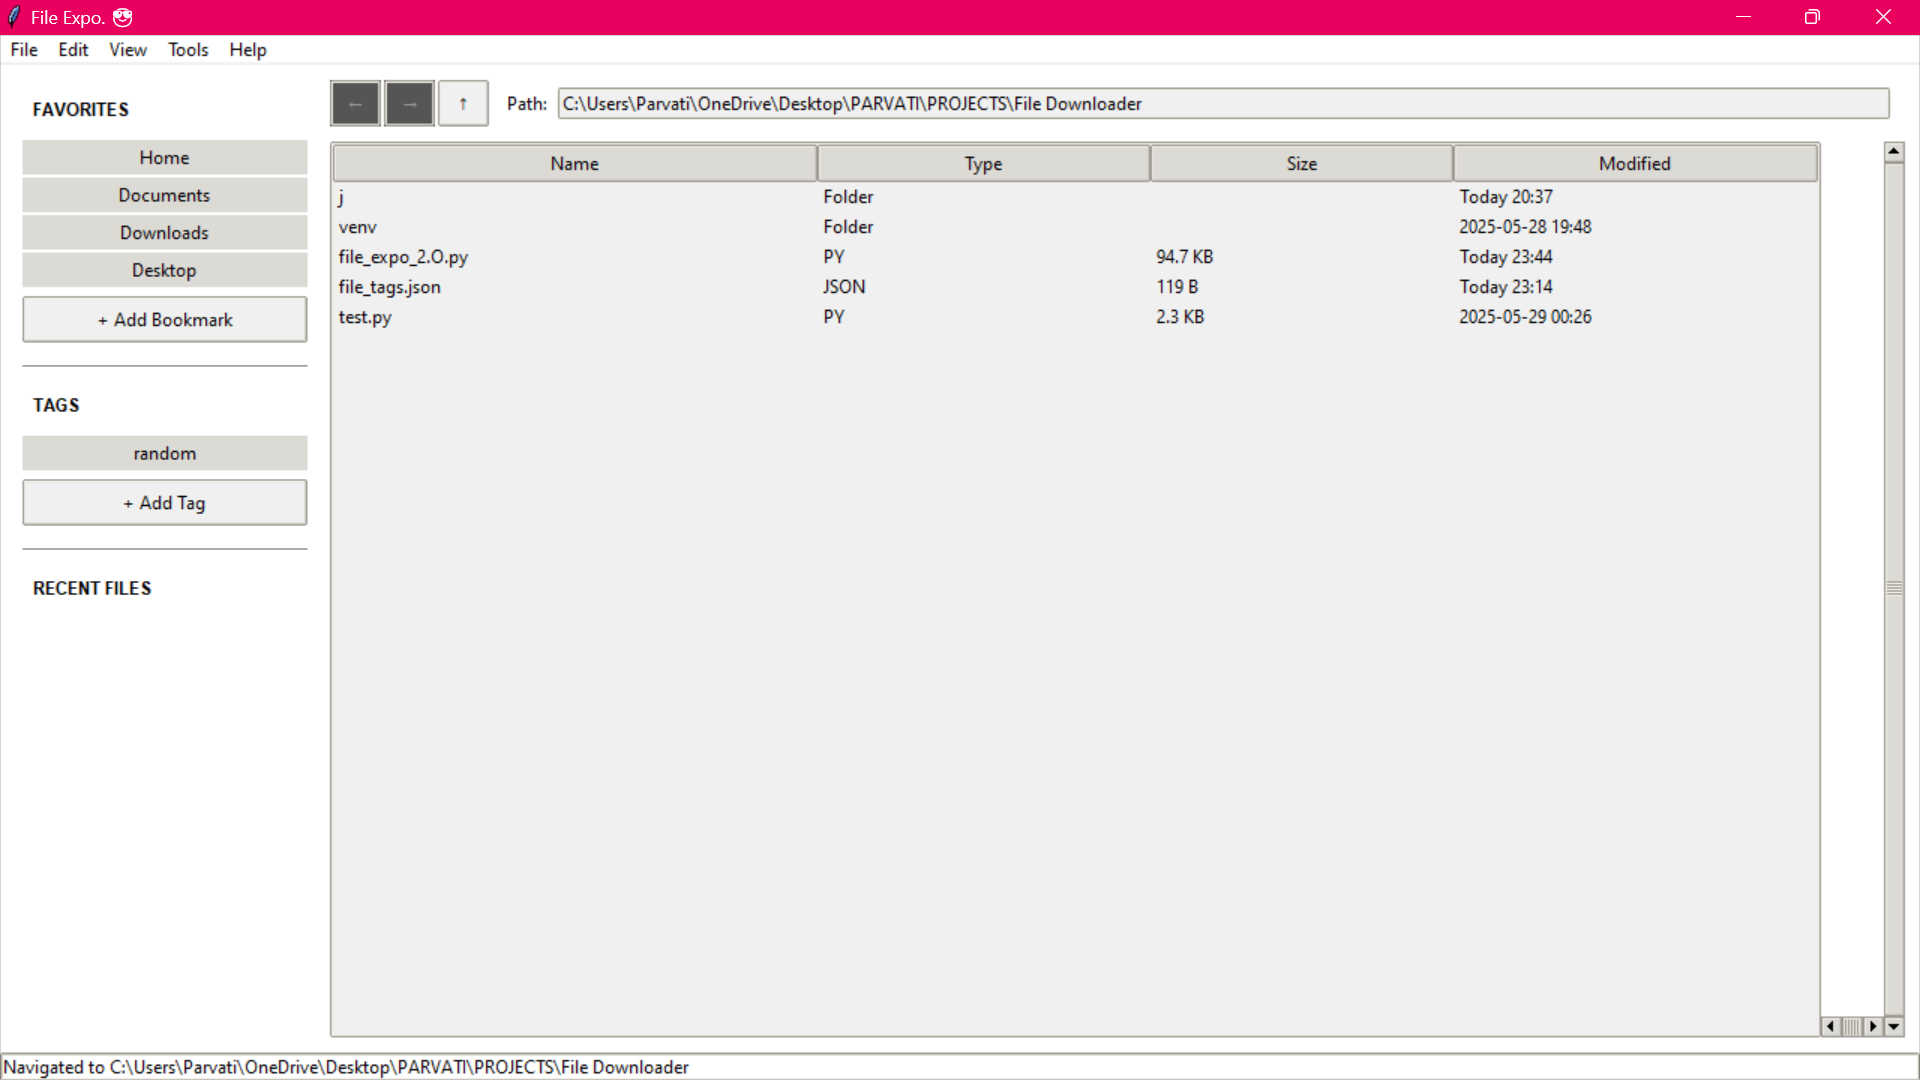 File Expo. 😎
File Edit View Tools Help
FAVORITES
Home
Documents
Downloads
Desktop
+ Add Bookmark
TAGS
random
+ Add Tag
RECENT FILES
← → ↑ Path: C:\Users\Parvati\OneDrive\Desktop\PARVATI\PROJECTS\File Downloader
Name Type Size Modified
j Folder Today 20:37
venv Folder 2025-05-28 19:48
file_expo_2.O.py PY 94.7 KB Today 23:44
file_tags.json JSON 119 B Today 23:14
test.py PY 2.3 KB 2025-05-29 00:26
Navigated to C:\Users\Parvati\OneDrive\Desktop\PARVATI\PROJECTS\File Downloader